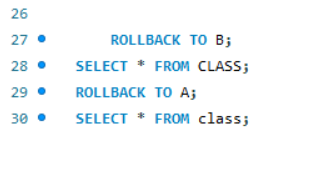 26
27 ROLLBACK TO B;
28 SELECT * FROM CLASS;
29 ROLLBACK TO A;
30 SELECT * FROM class;